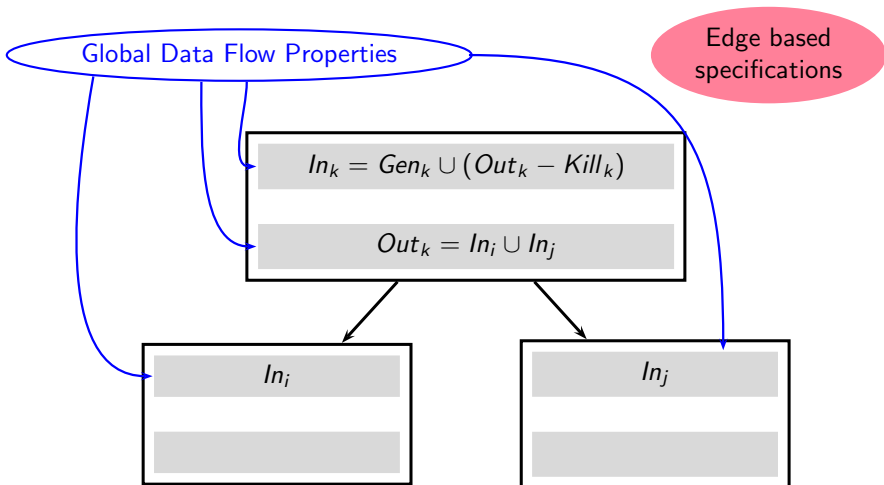 Global Data Flow Properties
Edge based
specifications
In_k = Gen_k ∪ (Out_k − Kill_k)
Out_k = In_i ∪ In_j
In_i
In_j